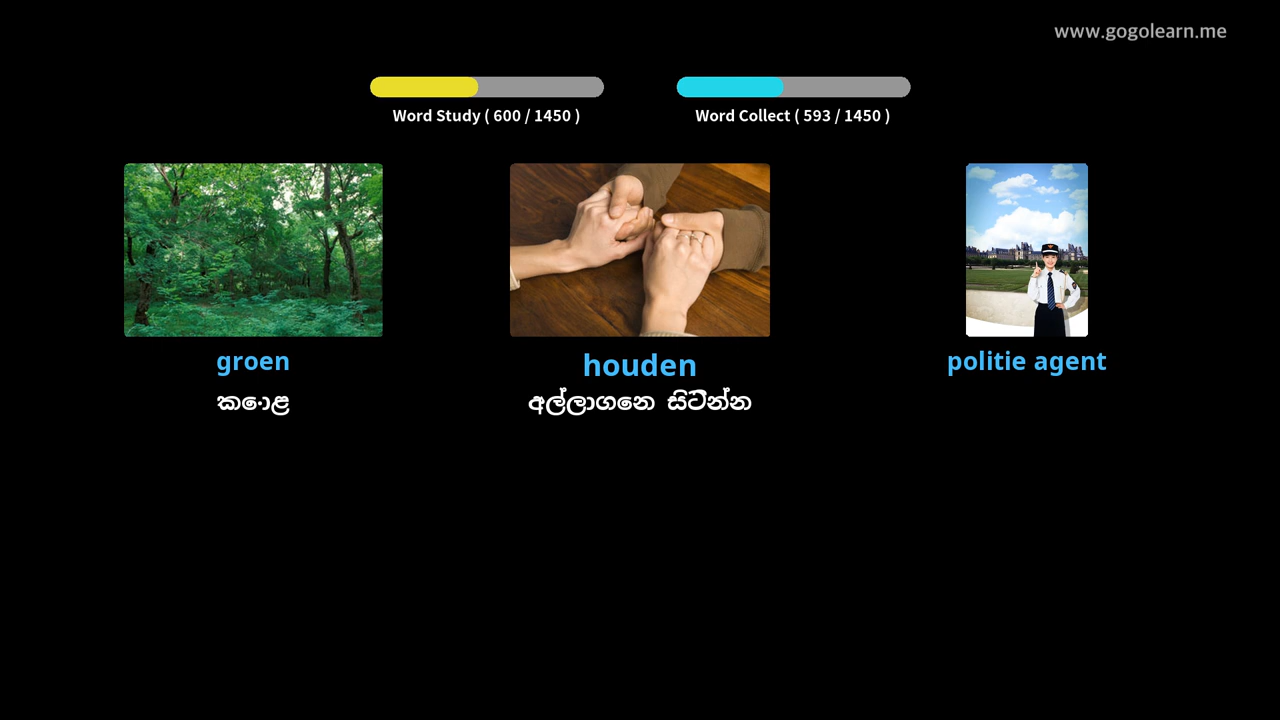 www.gogolearn.me
Word Study ( 600 / 1450 )
Word Collect ( 593 / 1450 )
groen
houden
politie agent
කොළ
අල්ලාගෙන සිටින්න